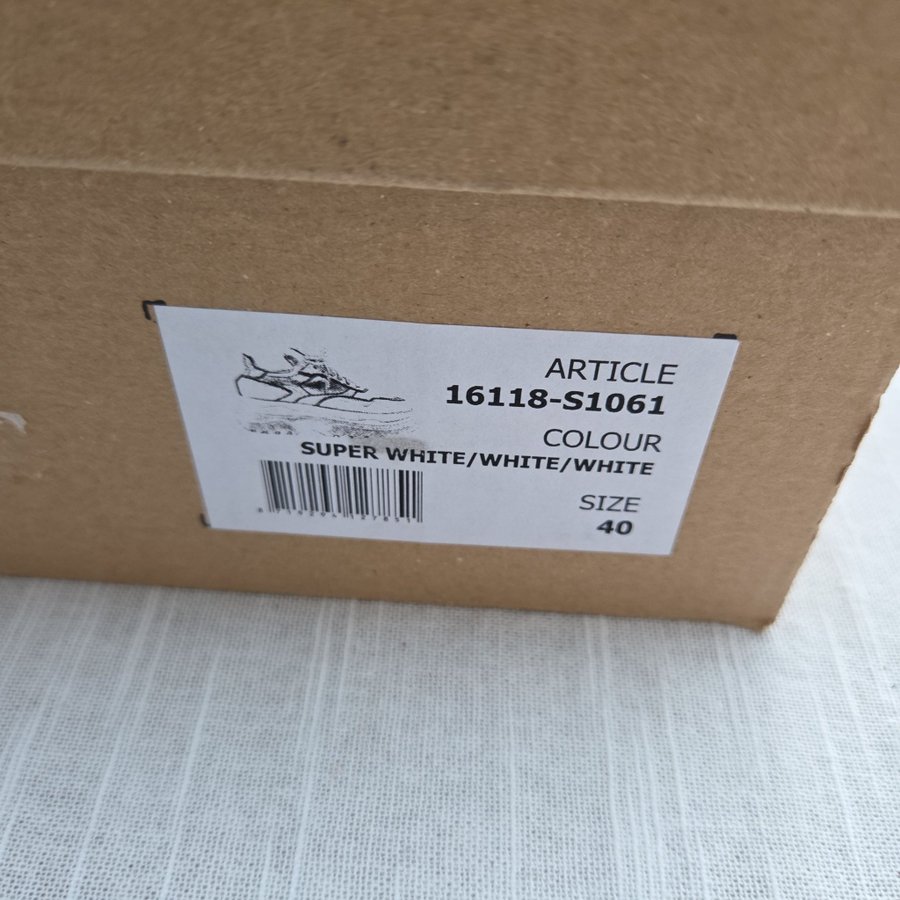 ARTICLE
16118-S1061
COLOUR
SUPER WHITE/WHITE/WHITE
SIZE
40